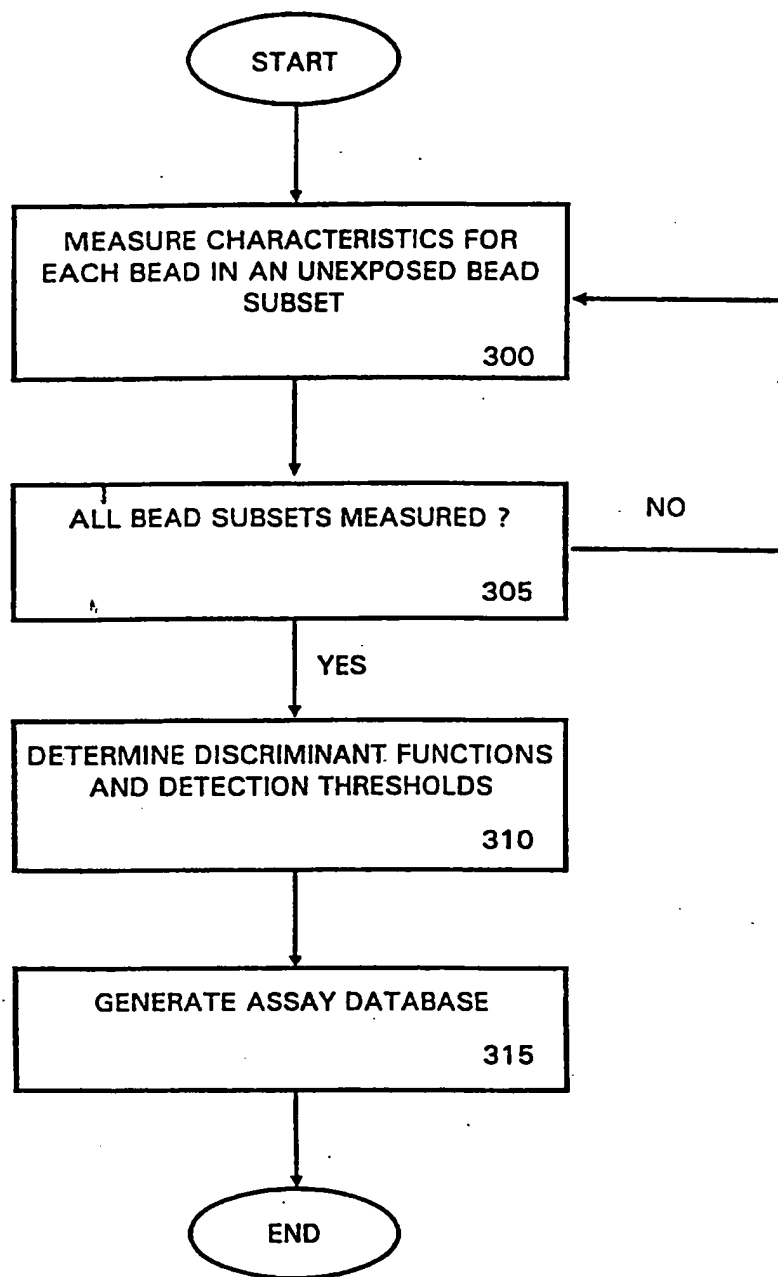 START
MEASURE CHARACTERISTICS FOR
EACH BEAD IN AN UNEXPOSED BEAD
SUBSET
300
ALL BEAD SUBSETS MEASURED ?
NO
305
YES
DETERMINE DISCRIMINANT FUNCTIONS
AND DETECTION THRESHOLDS
310
GENERATE ASSAY DATABASE
315
END